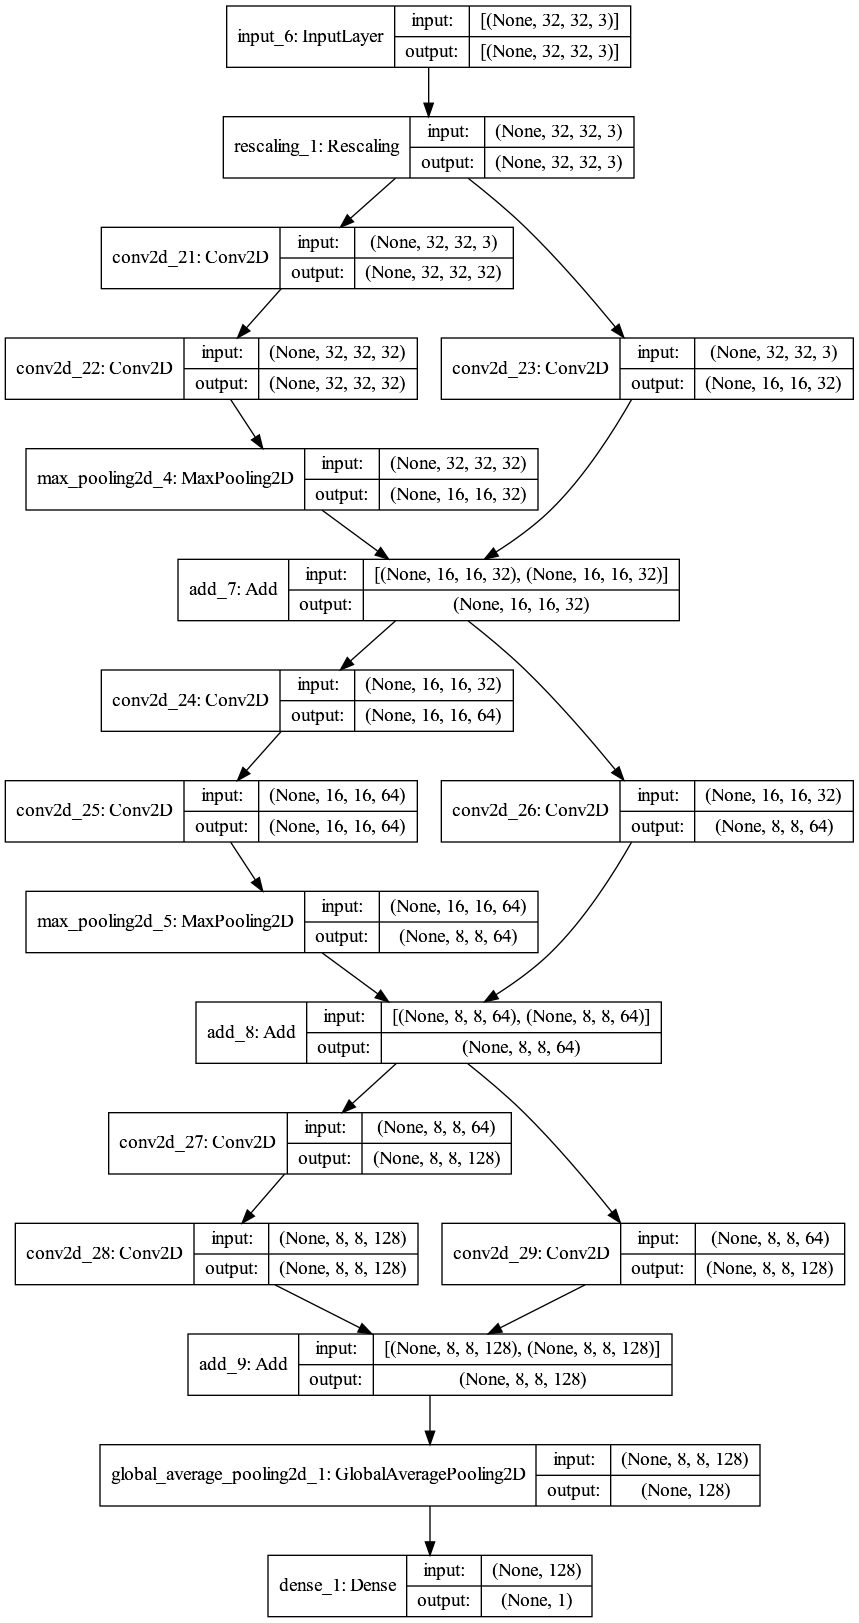 input_6: InputLayer
input: [(None, 32, 32, 3)]
output: [(None, 32, 32, 3)]
rescaling_1: Rescaling
input: (None, 32, 32, 3)
output: (None, 32, 32, 3)
conv2d_21: Conv2D
input: (None, 32, 32, 3)
output: (None, 32, 32, 32)
conv2d_22: Conv2D
input: (None, 32, 32, 32)
output: (None, 32, 32, 32)
conv2d_23: Conv2D
input: (None, 32, 32, 3)
output: (None, 16, 16, 32)
max_pooling2d_4: MaxPooling2D
input: (None, 32, 32, 32)
output: (None, 16, 16, 32)
add_7: Add
input: [(None, 16, 16, 32), (None, 16, 16, 32)]
output: (None, 16, 16, 32)
conv2d_24: Conv2D
input: (None, 16, 16, 32)
output: (None, 16, 16, 64)
conv2d_25: Conv2D
input: (None, 16, 16, 64)
output: (None, 16, 16, 64)
conv2d_26: Conv2D
input: (None, 16, 16, 32)
output: (None, 8, 8, 64)
max_pooling2d_5: MaxPooling2D
input: (None, 16, 16, 64)
output: (None, 8, 8, 64)
add_8: Add
input: [(None, 8, 8, 64), (None, 8, 8, 64)]
output: (None, 8, 8, 64)
conv2d_27: Conv2D
input: (None, 8, 8, 64)
output: (None, 8, 8, 128)
conv2d_28: Conv2D
input: (None, 8, 8, 128)
output: (None, 8, 8, 128)
conv2d_29: Conv2D
input: (None, 8, 8, 64)
output: (None, 8, 8, 128)
add_9: Add
input: [(None, 8, 8, 128), (None, 8, 8, 128)]
output: (None, 8, 8, 128)
global_average_pooling2d_1: GlobalAveragePooling2D
input: (None, 8, 8, 128)
output: (None, 128)
dense_1: Dense
input: (None, 128)
output: (None, 1)